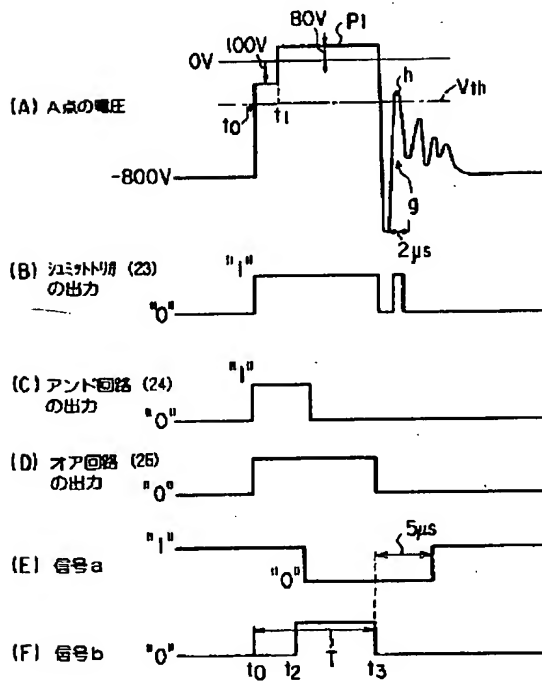 80V P1
100V
0V
h
Vth
(A) A点の電圧
t0 t1
-800V
g
2μs
(B) シュミットトリガ (23)
の出力
"1"
"0"
(C) アンド回路 (24)
の出力
"1"
"0"
(D) オア回路 (26)
の出力
"0"
(E) 信号a
"1"
"0"
5μs
(F) 信号b
"0"
T
t0 t2 t3